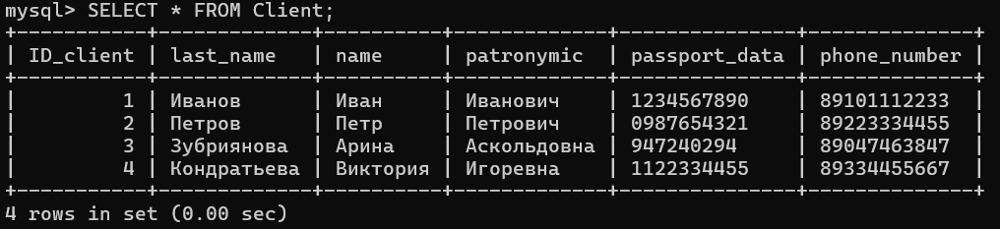 mysql> SELECT * FROM Client;
+-----------+------------+----------+-------------+---------------+--------------+
| ID_client | last_name  | name     | patronymic  | passport_data | phone_number |
+-----------+------------+----------+-------------+---------------+--------------+
|         1 | Иванов     | Иван     | Иванович    | 1234567890    | 89101112233  |
|         2 | Петров     | Петр     | Петрович    | 0987654321    | 89223334455  |
|         3 | Зубриянова | Арина    | Аскольдовна | 947240294     | 89047463847  |
|         4 | Кондратьева | Виктория | Игоревна    | 1122334455    | 89334455667  |
+-----------+------------+----------+-------------+---------------+--------------+
4 rows in set (0.00 sec)